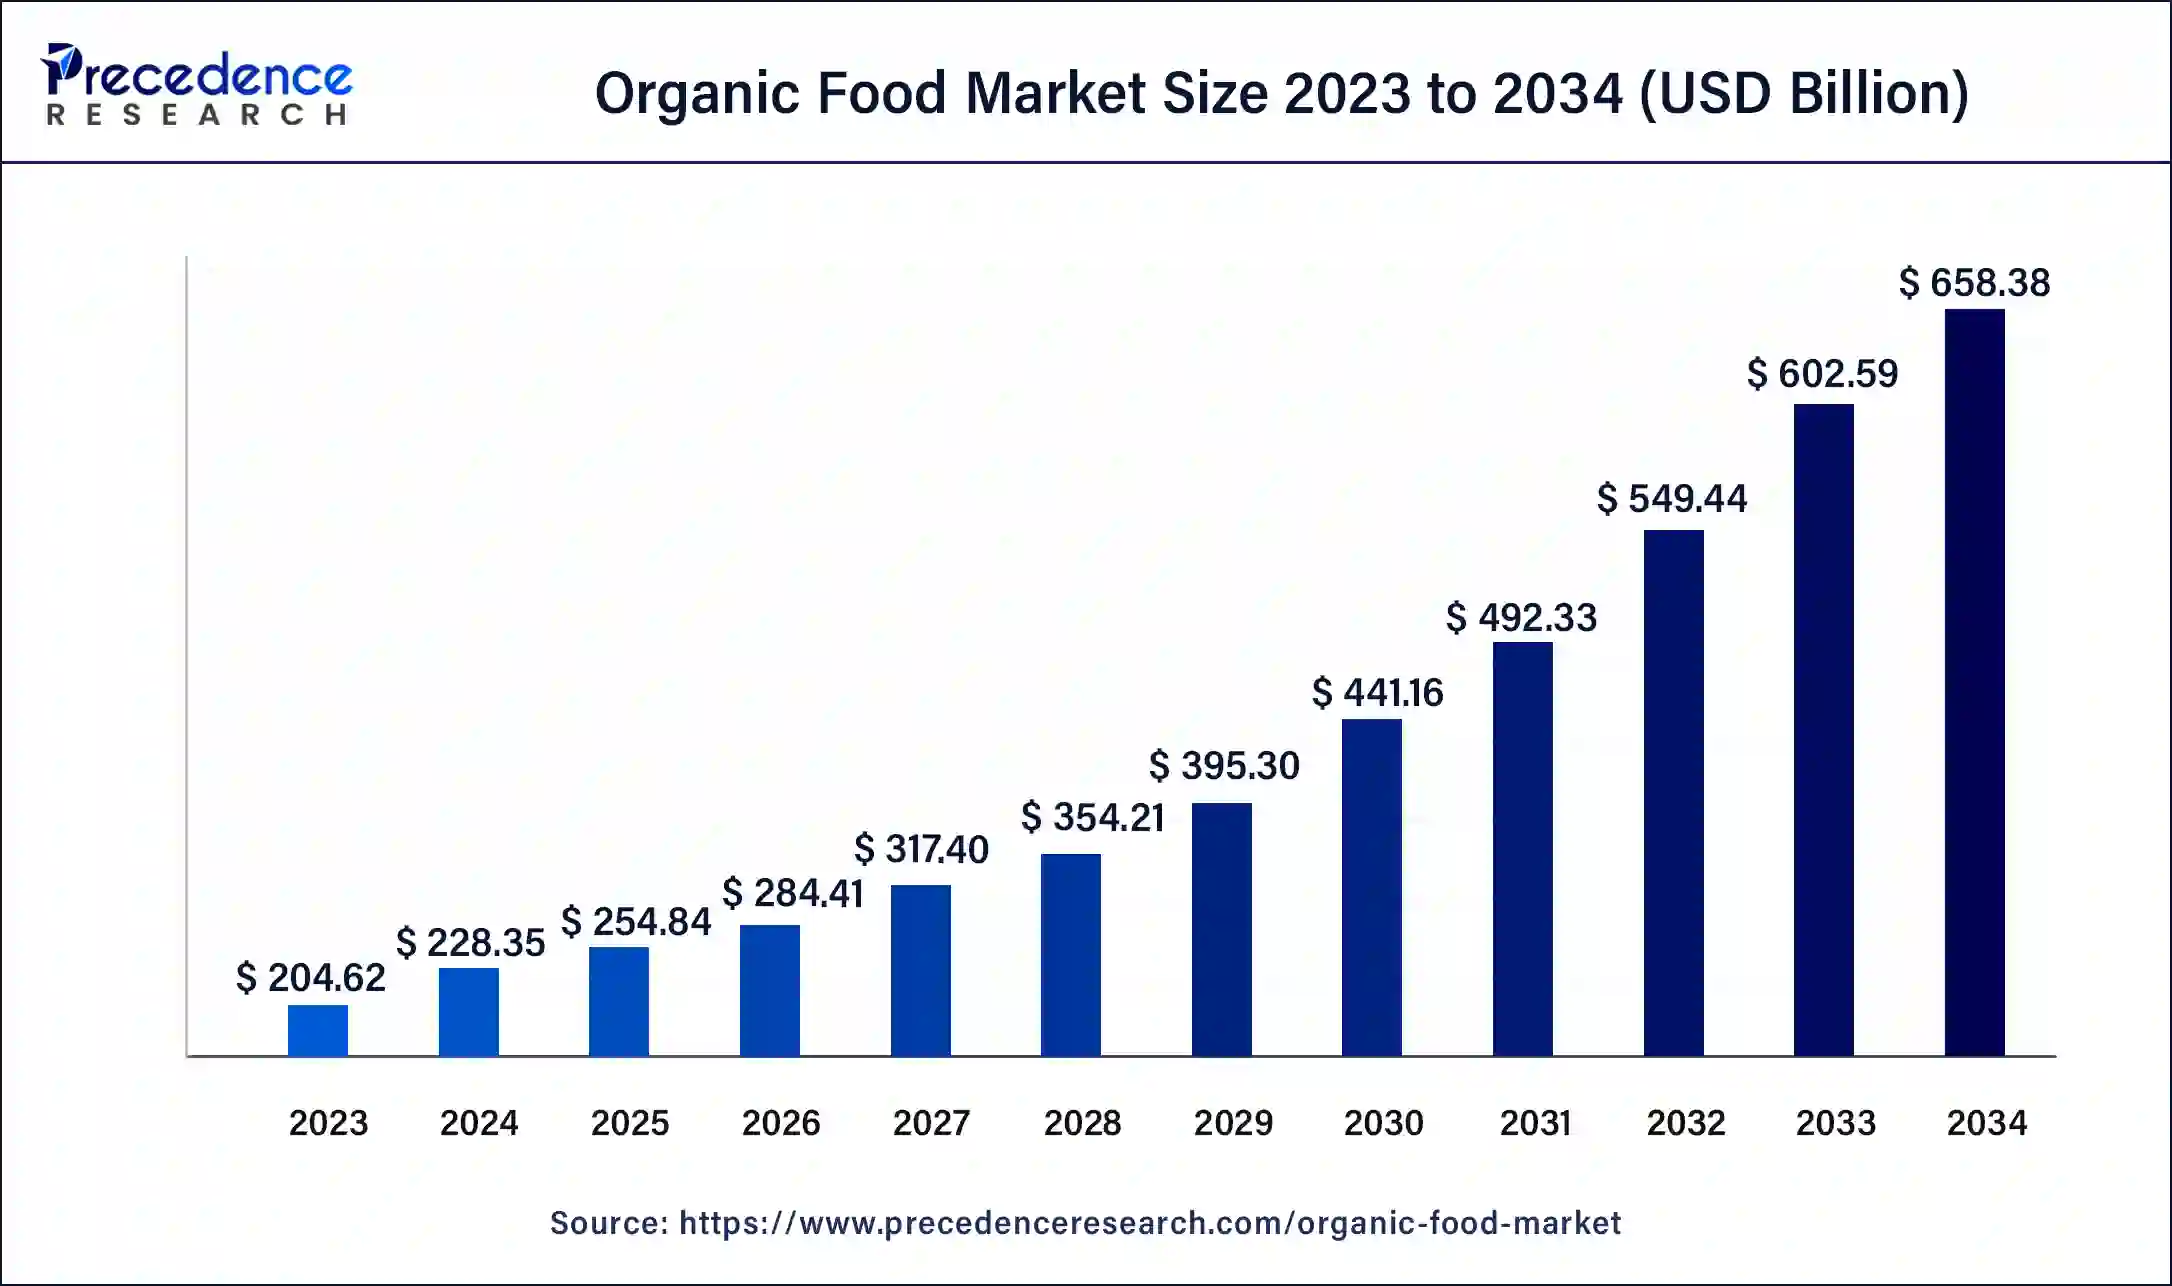 Precedence
RESEARCH
Organic Food Market Size 2023 to 2034 (USD Billion)
$ 204.62
$ 228.35
$ 254.84
$ 284.41
$ 317.40
$ 354.21
$ 395.30
$ 441.16
$ 492.33
$ 549.44
$ 602.59
$ 658.38
2023 2024 2025 2026 2027 2028 2029 2030 2031 2032 2033 2034
Source: https://www.precedenceresearch.com/organic-food-market